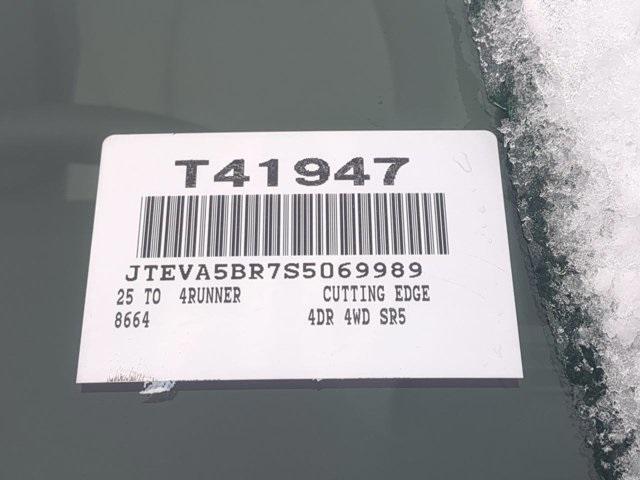 T41947
JTEVA5BR7S5069989
25 TO 4RUNNER CUTTING EDGE
8664 4DR 4WD SR5